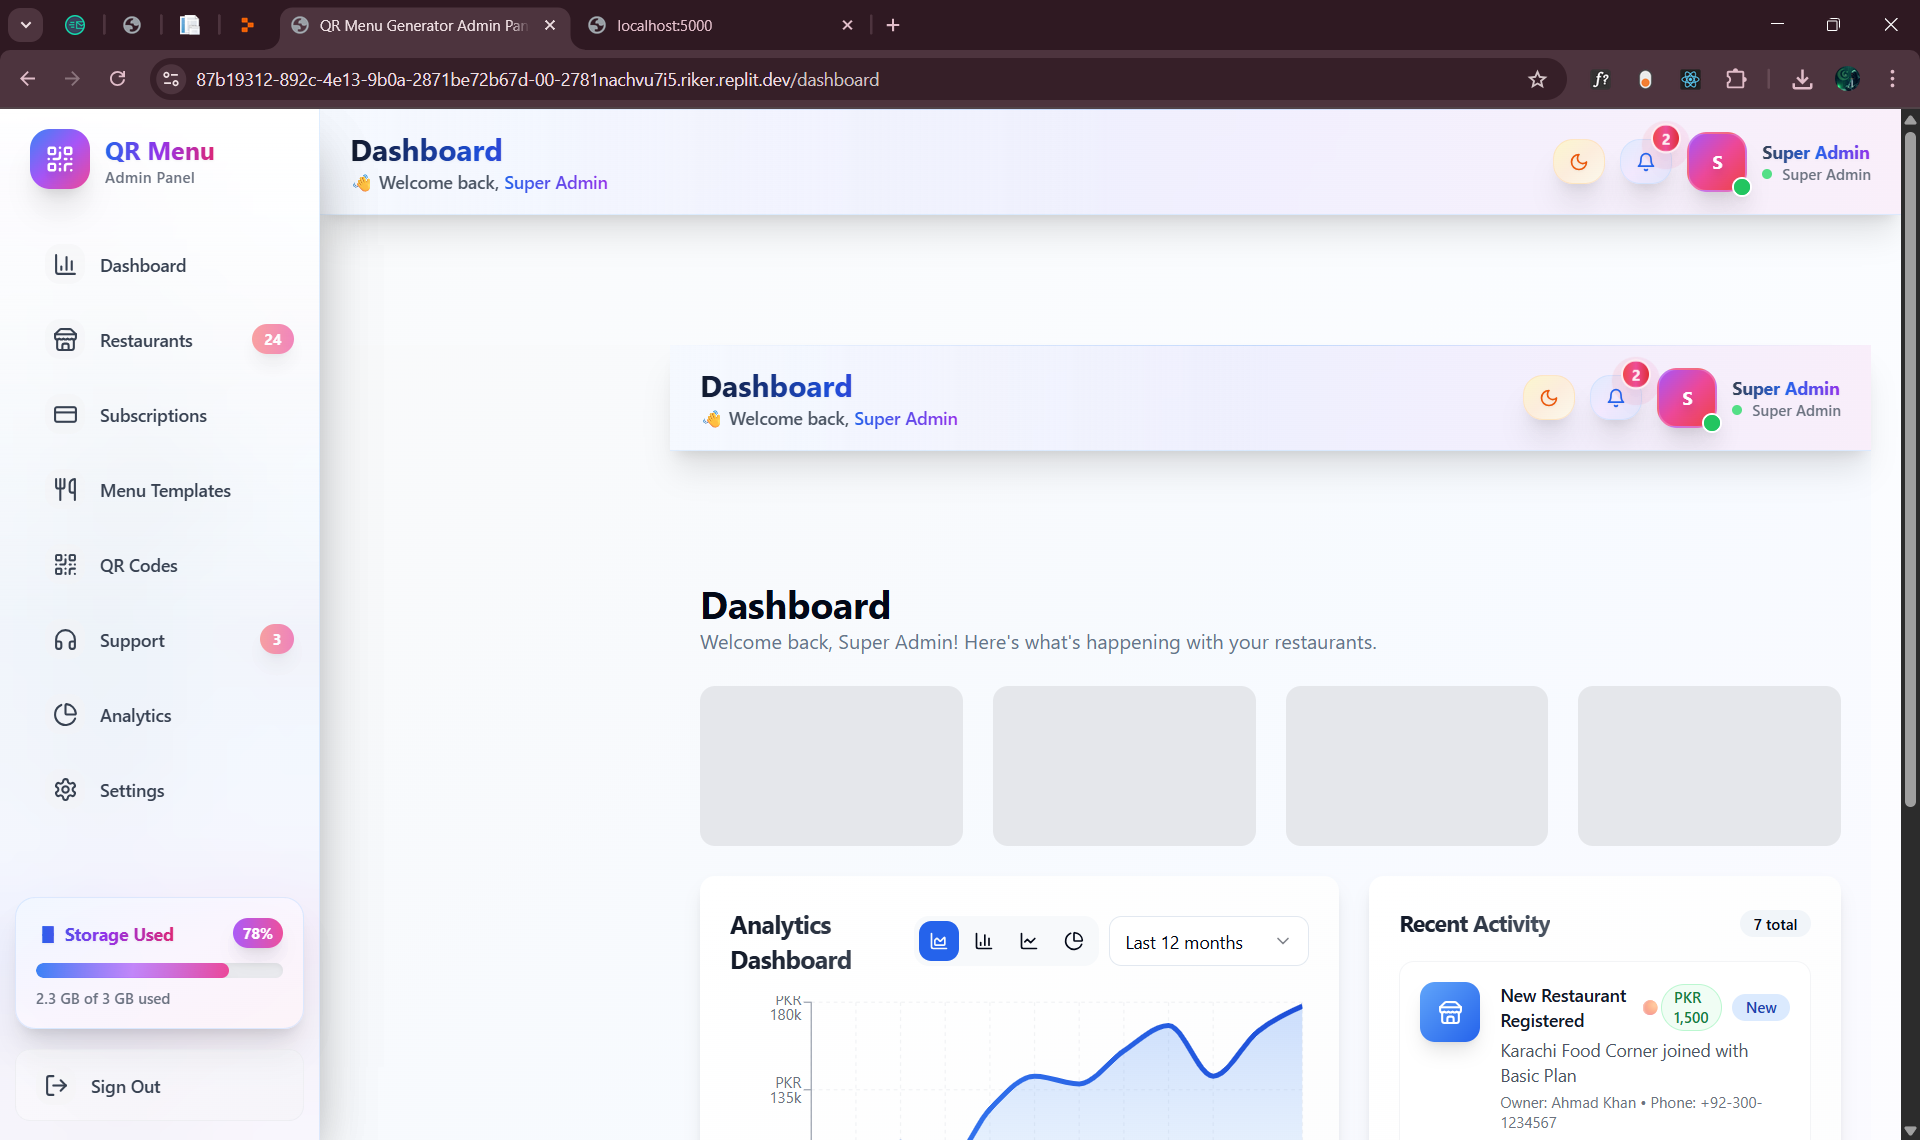 QR Menu Generator Admin Pan
localhost:5000
87b19312-892c-4e13-9b0a-2871be72b67d-00-2781nachvu7i5.riker.replit.dev/dashboard
f?
QR Menu
Admin Panel
Dashboard
Restaurants
24
Subscriptions
Menu Templates
QR Codes
Support
3
Analytics
Settings
Storage Used
78%
2.3 GB of 3 GB used
Sign Out
Dashboard
👋 Welcome back, Super Admin
2
S
Super Admin
Super Admin
Dashboard
👋 Welcome back, Super Admin
2
S
Super Admin
Super Admin
Dashboard
Welcome back, Super Admin! Here's what's happening with your restaurants.
Analytics
Dashboard
Last 12 months
PKR
180k
PKR
135k
Recent Activity
7 total
New Restaurant
Registered
PKR
1,500
New
Karachi Food Corner joined with
Basic Plan
Owner: Ahmad Khan • Phone: +92-300-
1234567